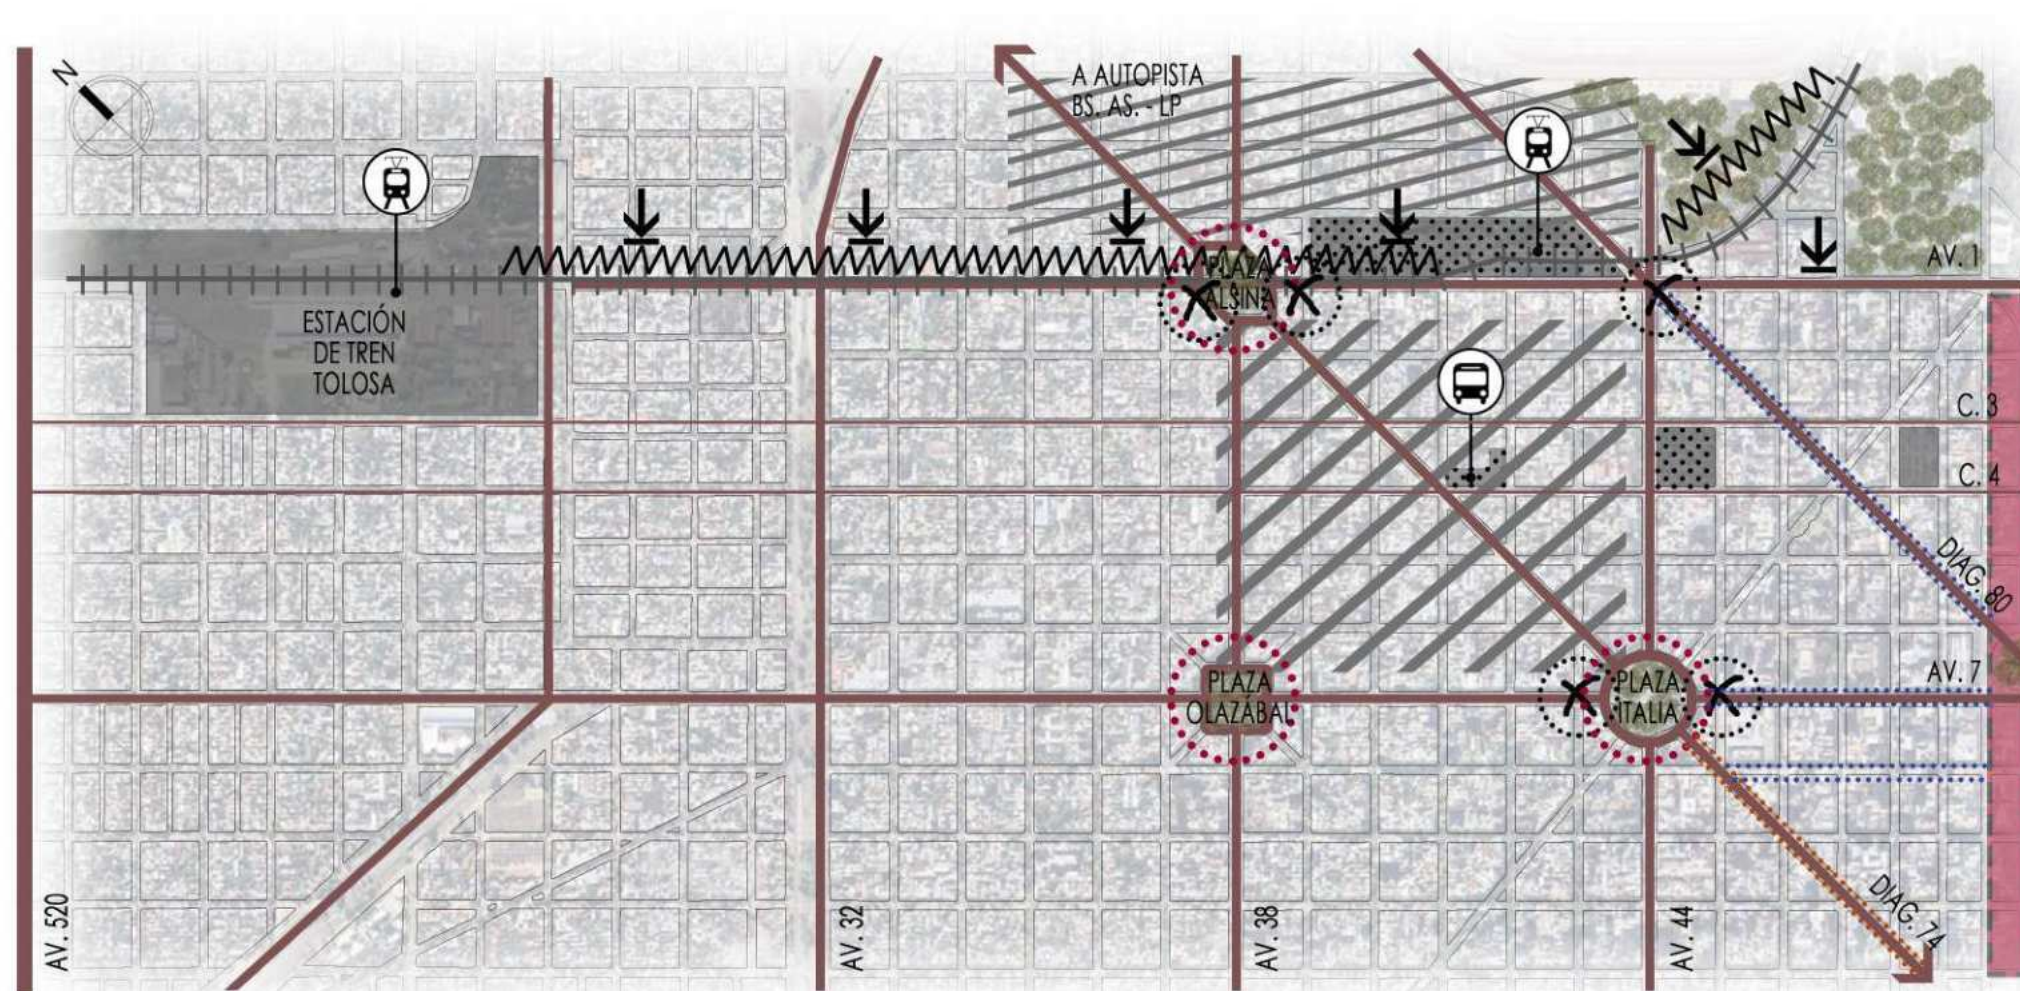 N
A AUTOPISTA
BS. AS. - LP
ESTACIÓN
DE TREN
TOLOSA
PLAZA
ALSINA
AV. 1
C. 3
C. 4
DIAG. 80
AV. 7
PLAZA
OLAZÁBAL
PLAZA
ITALIA
DIAG. 74
AV. 520
AV. 32
AV. 38
AV. 44